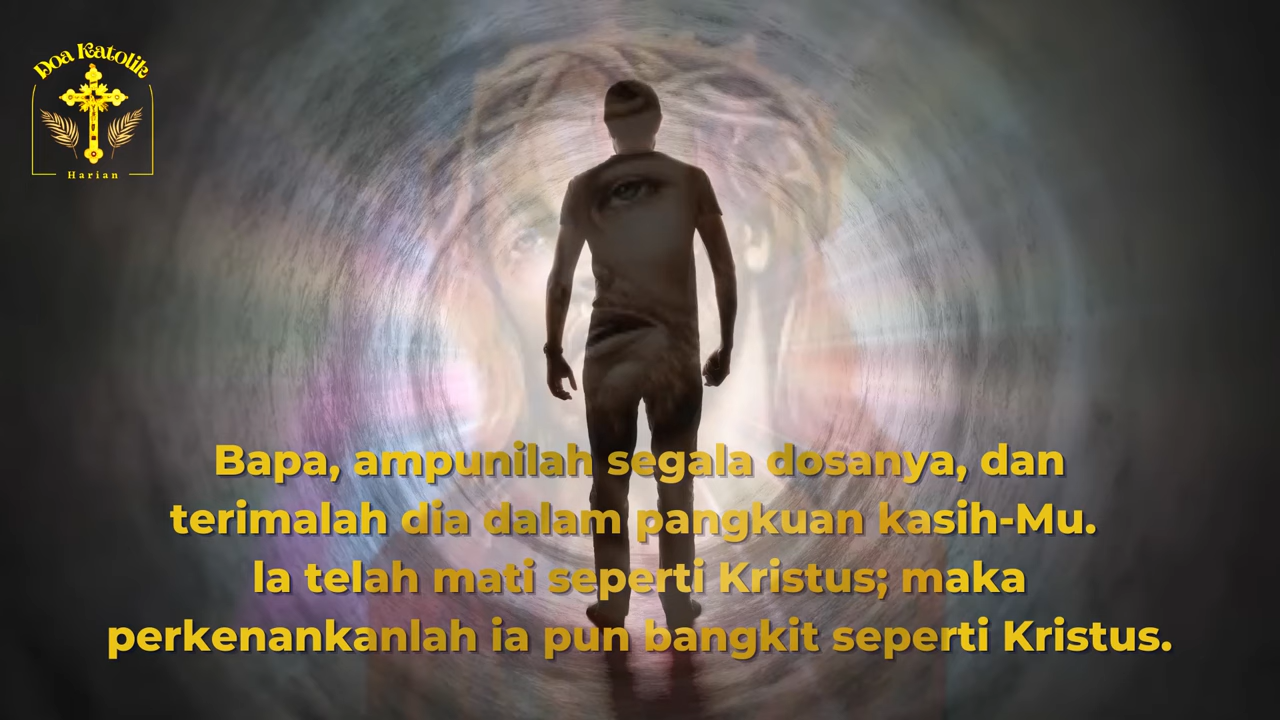 Doa Katolik
Harian
Bapa, ampunilah segala dosanya, dan
terimalah dia dalam pangkuan kasih-Mu.
Ia telah mati seperti Kristus; maka
perkenankanlah ia pun bangkit seperti Kristus.